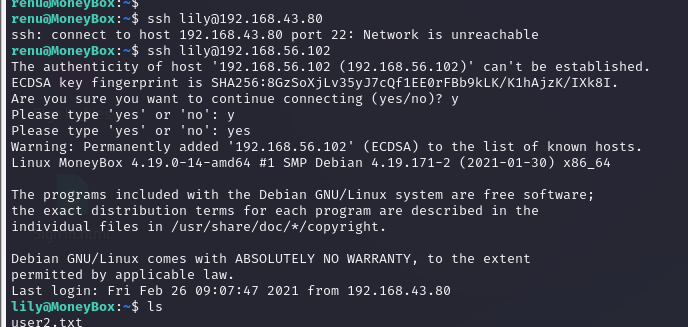 renu@MoneyBox:~$
renu@MoneyBox:~$ ssh lily@192.168.43.80
ssh: connect to host 192.168.43.80 port 22: Network is unreachable
renu@MoneyBox:~$ ssh lily@192.168.56.102
The authenticity of host '192.168.56.102 (192.168.56.102)' can't be established.
ECDSA key fingerprint is SHA256:8GzSoXjLv35yJ7cQf1EE0rFBb9kLK/K1hAjzK/IXk8I.
Are you sure you want to continue connecting (yes/no)? y
Please type 'yes' or 'no': y
Please type 'yes' or 'no': yes
Warning: Permanently added '192.168.56.102' (ECDSA) to the list of known hosts.
Linux MoneyBox 4.19.0-14-amd64 #1 SMP Debian 4.19.171-2 (2021-01-30) x86_64

The programs included with the Debian GNU/Linux system are free software;
the exact distribution terms for each program are described in the
individual files in /usr/share/doc/*/copyright.

Debian GNU/Linux comes with ABSOLUTELY NO WARRANTY, to the extent
permitted by applicable law.
Last login: Fri Feb 26 09:07:47 2021 from 192.168.43.80
lily@MoneyBox:~$ ls
user2.txt